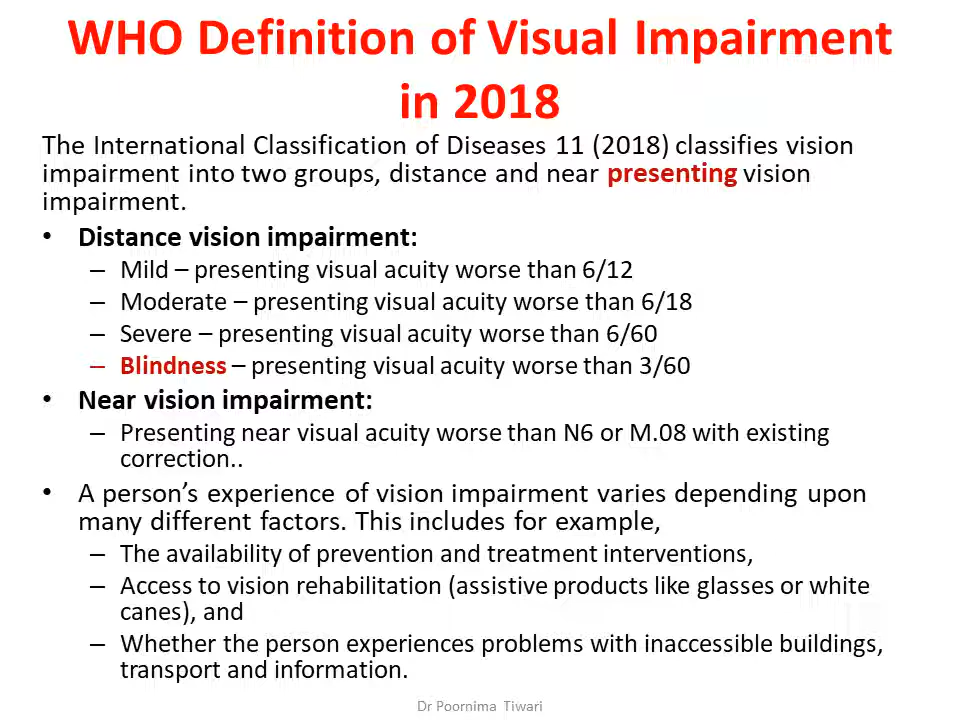 WHO Definition of Visual Impairment
in 2018
The International Classification of Diseases 11 (2018) classifies vision
impairment into two groups, distance and near presenting vision
impairment.
• Distance vision impairment:
– Mild – presenting visual acuity worse than 6/12
– Moderate – presenting visual acuity worse than 6/18
– Severe – presenting visual acuity worse than 6/60
– Blindness – presenting visual acuity worse than 3/60
• Near vision impairment:
– Presenting near visual acuity worse than N6 or M.08 with existing
correction..
• A person’s experience of vision impairment varies depending upon
many different factors. This includes for example,
– The availability of prevention and treatment interventions,
– Access to vision rehabilitation (assistive products like glasses or white
canes), and
– Whether the person experiences problems with inaccessible buildings,
transport and information.
Dr Poornima Tiwari